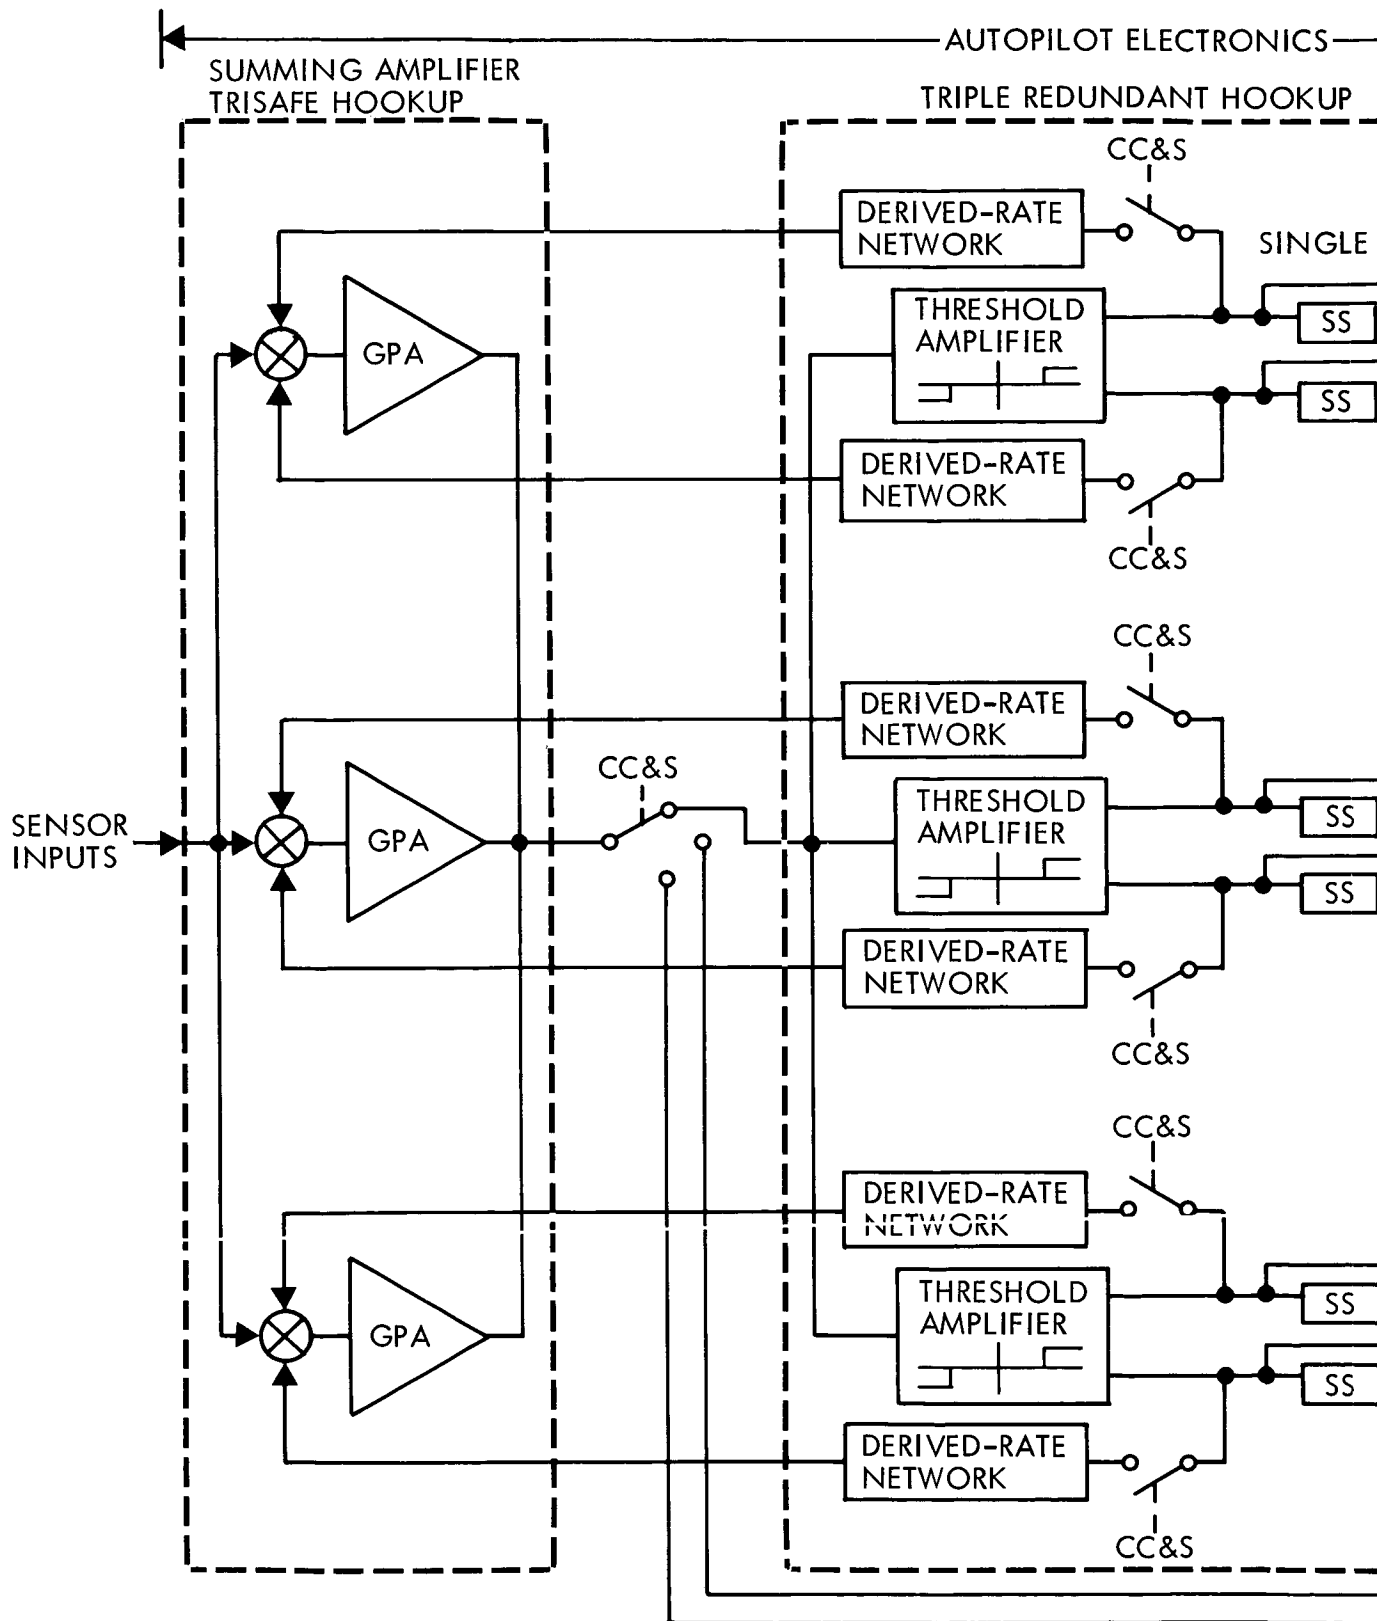 AUTOPILOT ELECTRONICS
SUMMING AMPLIFIER
TRISAFE HOOKUP
TRIPLE REDUNDANT HOOKUP
CC&S
DERIVED-RATE
NETWORK
SINGLE
THRESHOLD
AMPLIFIER
SS
GPA
SS
DERIVED-RATE
NETWORK
CC&S
CC&S
DERIVED-RATE
NETWORK
CC&S
THRESHOLD
AMPLIFIER
SS
SENSOR
INPUTS
GPA
SS
DERIVED-RATE
NETWORK
CC&S
CC&S
DERIVED-RATE
NETWORK
THRESHOLD
AMPLIFIER
SS
GPA
SS
DERIVED-RATE
NETWORK
CC&S